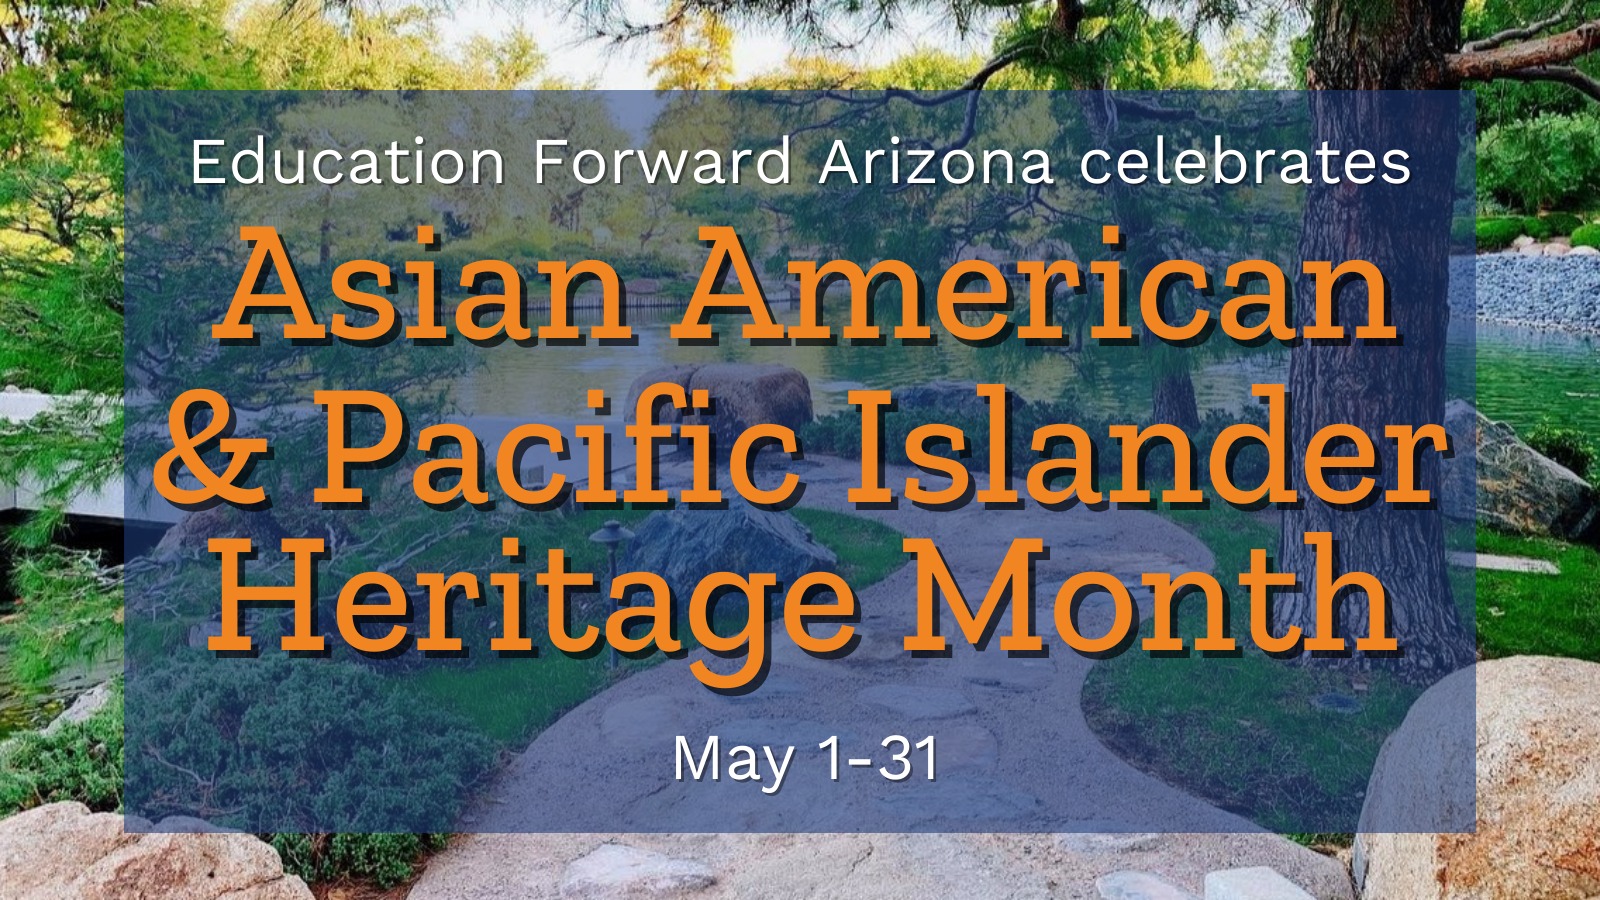 Education Forward Arizona celebrates
Asian American
& Pacific Islander
Heritage Month
May 1-31